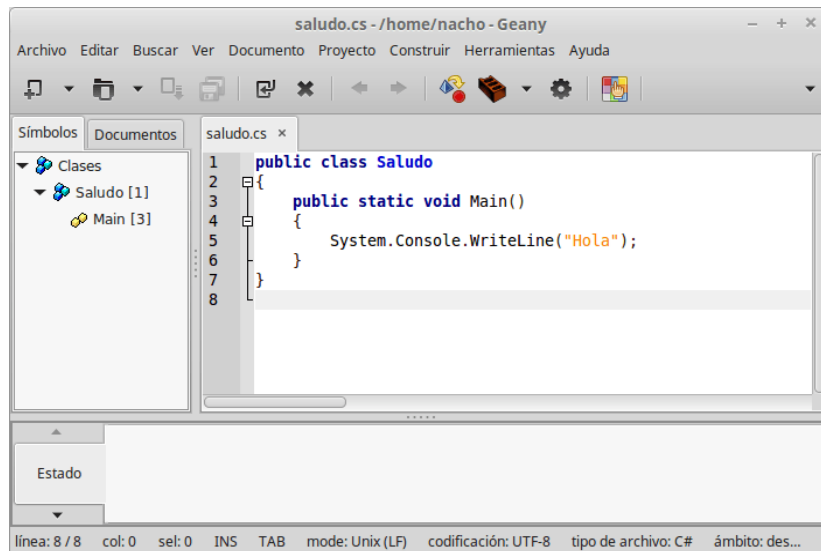 saludo.cs - /home/nacho - Geany
Archivo Editar Buscar Ver Documento Proyecto Construir Herramientas Ayuda
Símbolos Documentos
saludo.cs ×
Clases
Saludo [1]
Main [3]
1 public class Saludo
2 {
3 public static void Main()
4 {
5 System.Console.WriteLine("Hola");
6 }
7 }
8
Estado
línea: 8 / 8 col: 0 sel: 0 INS TAB mode: Unix (LF) codificación: UTF-8 tipo de archivo: C# ámbito: des...